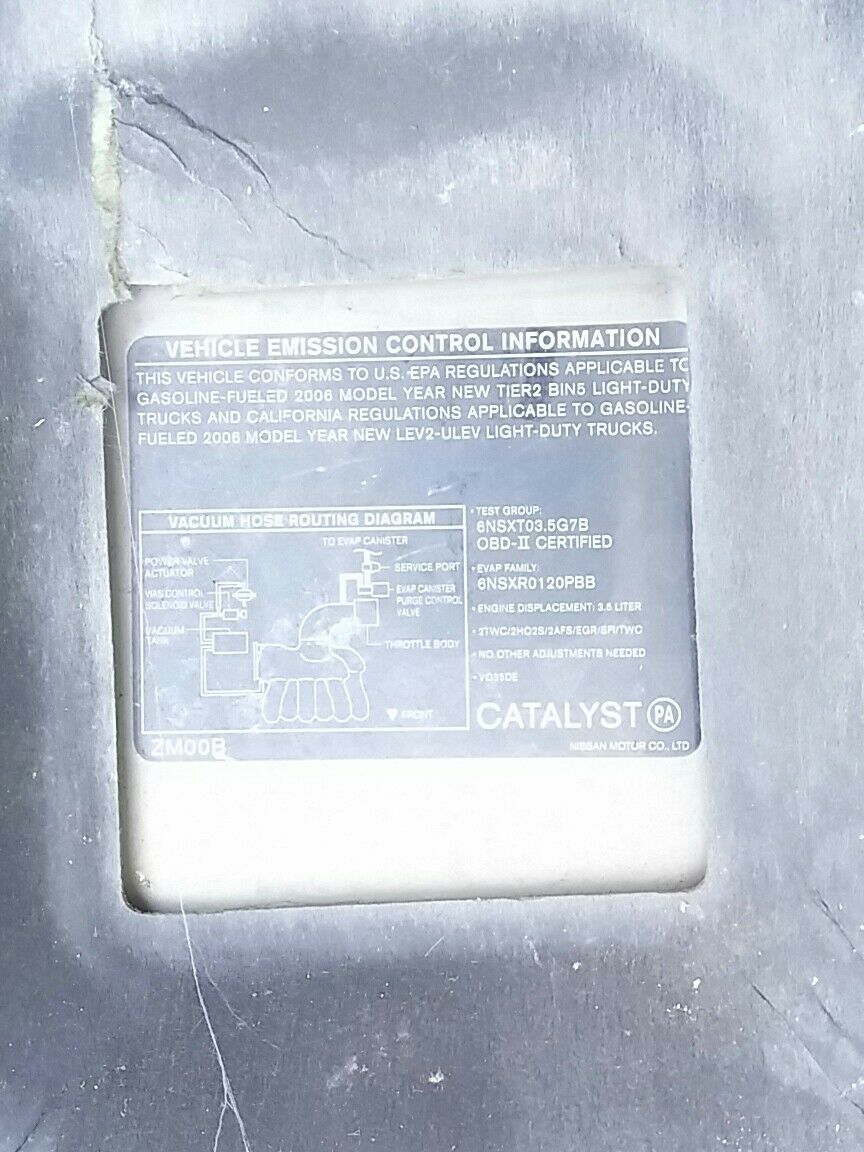 VEHICLE EMISSION CONTROL INFORMATION
THIS VEHICLE CONFORMS TO U.S. EPA REGULATIONS APPLICABLE TO
GASOLINE-FUELED 2006 MODEL YEAR NEW TIER2 BIN5 LIGHT-DUTY
TRUCKS AND CALIFORNIA REGULATIONS APPLICABLE TO GASOLINE-
FUELED 2006 MODEL YEAR NEW LEV2-ULEV LIGHT-DUTY TRUCKS.
VACUUM HOSE ROUTING DIAGRAM
TO EVAP CANISTER
POWER VALVE
ACTUATOR
SERVICE PORT
VIAS CONTROL
SOLENOID VALVE
EVAP CANISTER
PURGE CONTROL
VALVE
VACUUM
TANK
THROTTLE BODY
▼ FRONT
ZM00B
• TEST GROUP:
6NSXT03.5G7B
OBD-II CERTIFIED
• EVAP FAMILY:
6NSXR0120PBB
• ENGINE DISPLACEMENT: 3.5 LITER
• 2TWC/2HO2S/2AFS/EGR/SFI/TWC
• NO OTHER ADJUSTMENTS NEEDED
• VQ35DE
CATALYST PA
NISSAN MOTOR CO., LTD